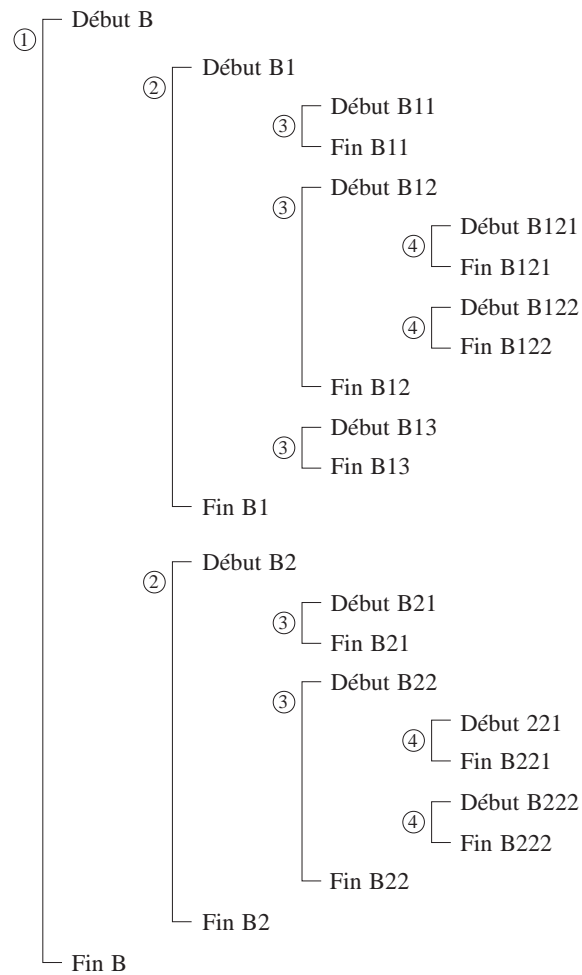 Début B
①
Début B1
②
Début B11
③
Fin B11
Début B12
③
Début B121
④
Fin B121
Début B122
④
Fin B122
Fin B12
Début B13
③
Fin B13
Fin B1
Début B2
②
Début B21
③
Fin B21
Début B22
③
Début 221
④
Fin B221
Début B222
④
Fin B222
Fin B22
Fin B2
Fin B